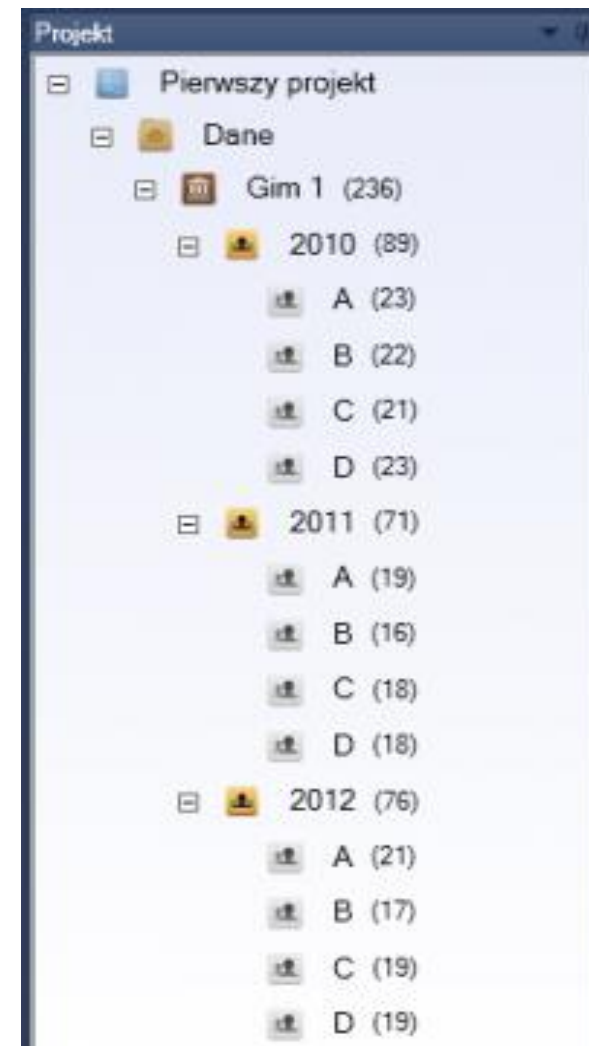 Projekt
Pierwszy projekt
Dane
Gim 1 (236)
2010 (89)
A (23)
B (22)
C (21)
D (23)
2011 (71)
A (19)
B (16)
C (18)
D (18)
2012 (76)
A (21)
B (17)
C (19)
D (19)